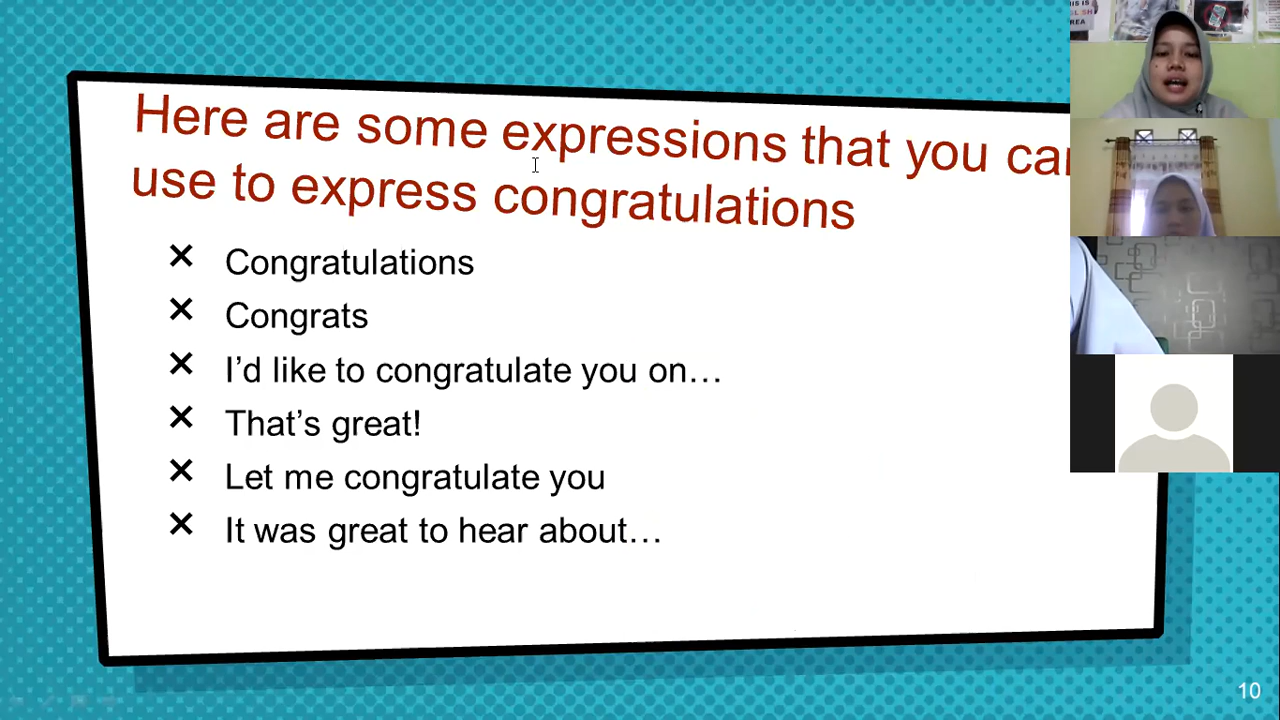 Here are some expressions that you
use to express congratulations
× Congratulations
× Congrats
× I’d like to congratulate you on…
× That’s great!
× Let me congratulate you
× It was great to hear about…
10
AREA